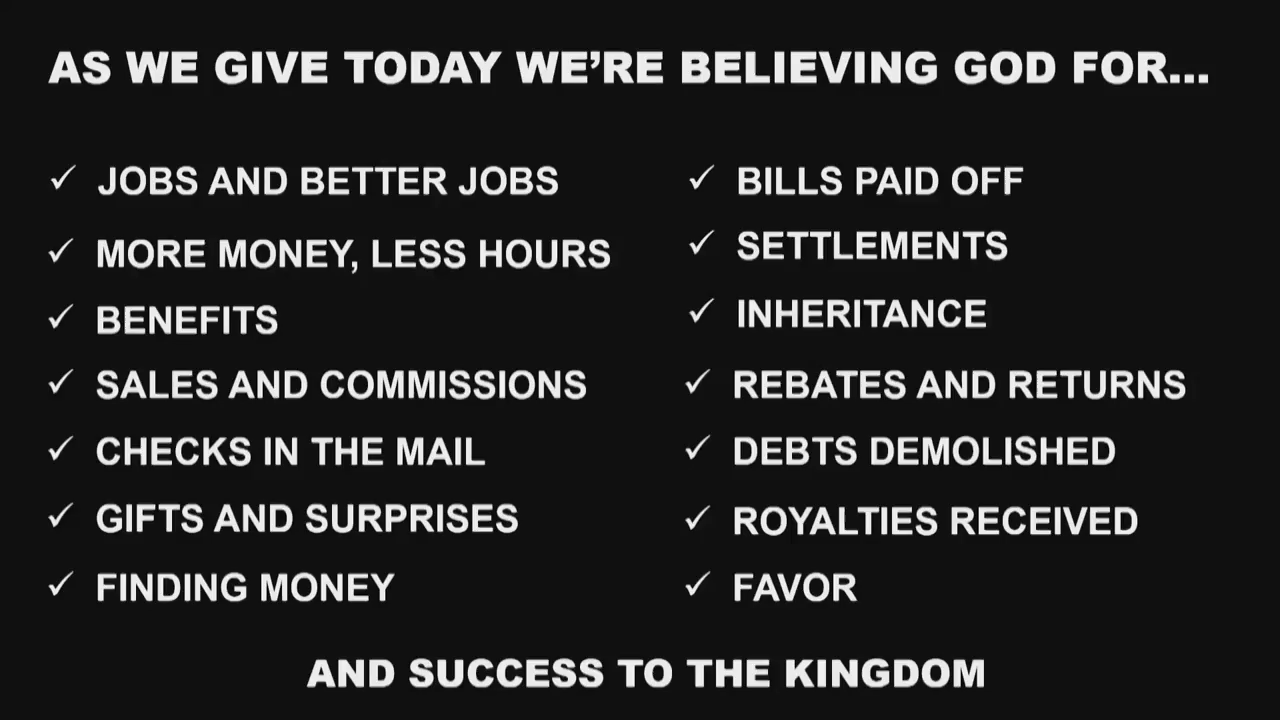 AS WE GIVE TODAY WE’RE BELIEVING GOD FOR...
✓ JOBS AND BETTER JOBS
✓ MORE MONEY, LESS HOURS
✓ BENEFITS
✓ SALES AND COMMISSIONS
✓ CHECKS IN THE MAIL
✓ GIFTS AND SURPRISES
✓ FINDING MONEY
✓ BILLS PAID OFF
✓ SETTLEMENTS
✓ INHERITANCE
✓ REBATES AND RETURNS
✓ DEBTS DEMOLISHED
✓ ROYALTIES RECEIVED
✓ FAVOR
AND SUCCESS TO THE KINGDOM